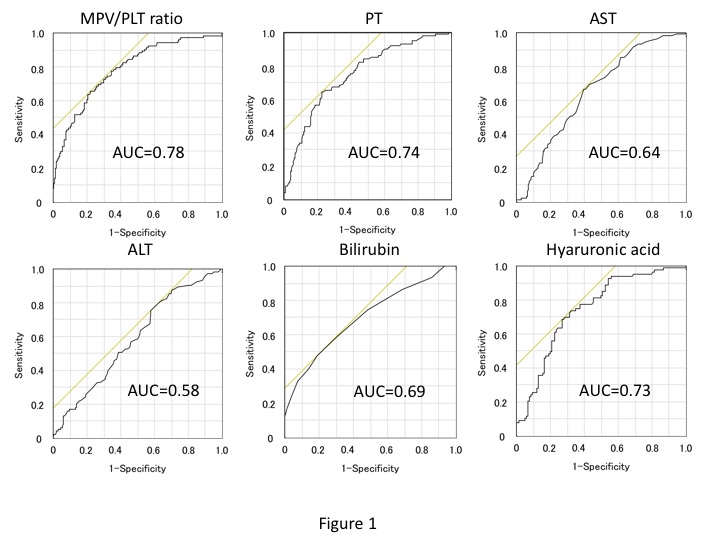 MPV/PLT ratio
1.0
0.8
0.6
0.4
0.2
0
Sensitivity
AUC=0.78
0 0.2 0.4 0.6 0.8 1.0
1-Specificity
PT
1.0
0.8
0.6
0.4
0.2
0
Sensitivity
AUC=0.74
0 0.2 0.4 0.6 0.8 1.0
1-Specificity
AST
1.0
0.8
0.6
0.4
0.2
0
Sensitivity
AUC=0.64
0 0.2 0.4 0.6 0.8 1.0
1-Specificity
ALT
1.0
0.8
0.6
0.4
0.2
0
Sensitivity
AUC=0.58
0 0.2 0.4 0.6 0.8 1.0
1-Specificity
Bilirubin
1.0
0.8
0.6
0.4
0.2
0
Sensitivity
AUC=0.69
0 0.2 0.4 0.6 0.8 1.0
1-Specificity
Hyaruronic acid
1.0
0.8
0.6
0.4
0.2
0
Sensitivity
AUC=0.73
0 0.2 0.4 0.6 0.8 1.0
1-Specificity
Figure 1